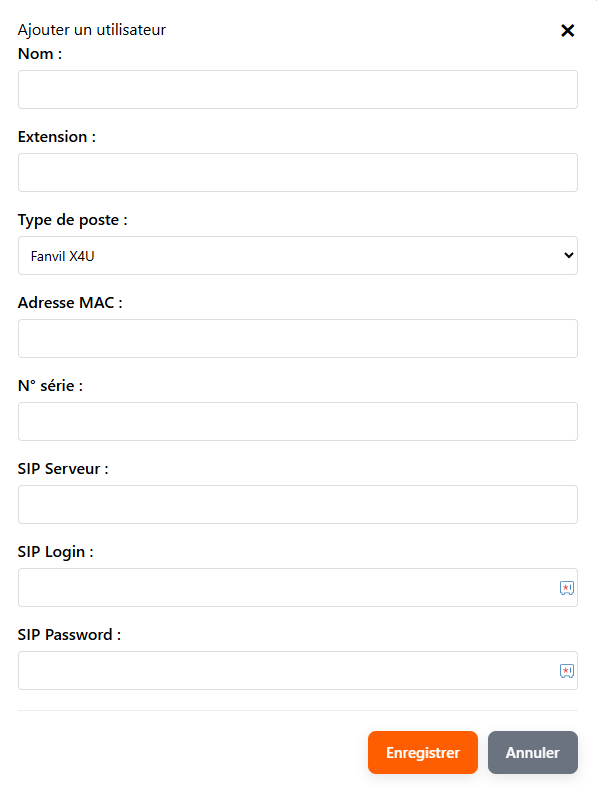 Ajouter un utilisateur
Nom :
Extension :
Type de poste :
Fanvil X4U
Adresse MAC :
N° série :
SIP Serveur :
SIP Login :
SIP Password :
Enregistrer Annuler